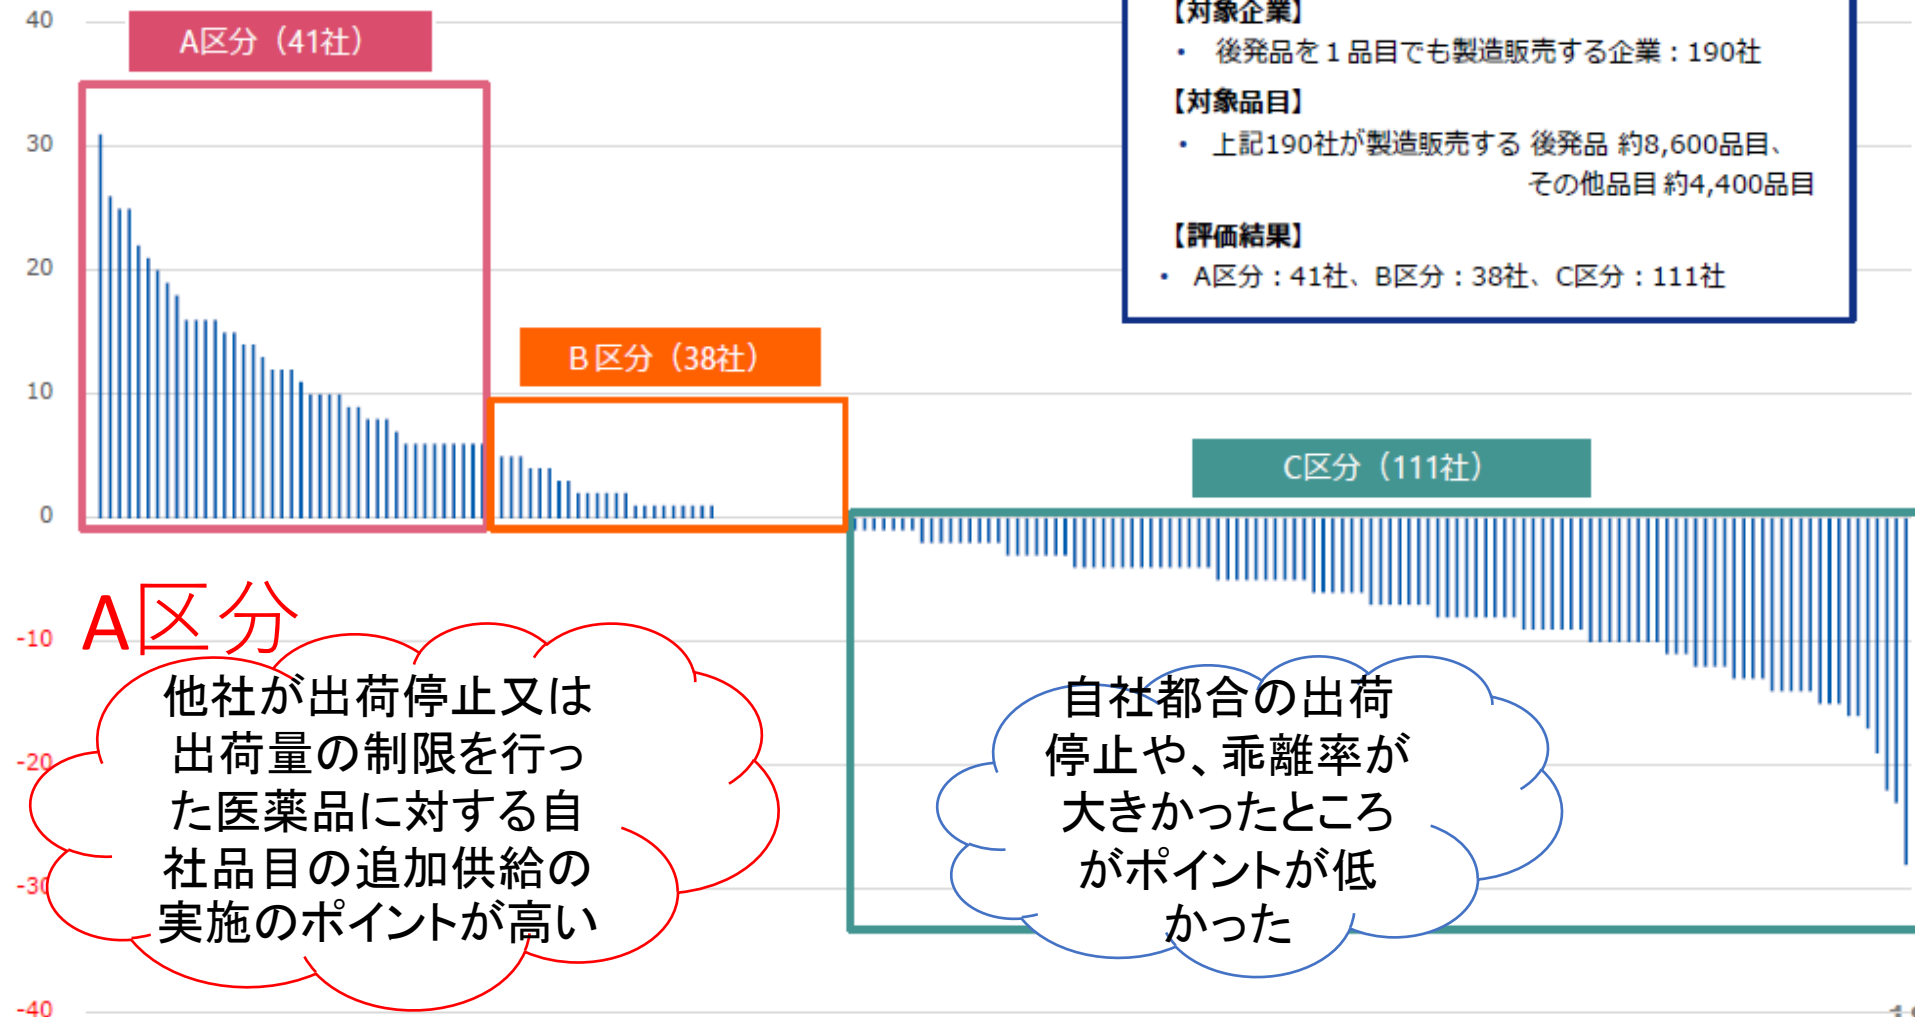 40
30
20
10
0
-10
-20
-30
-40
A区分（41社）
B区分（38社）
C区分（111社）
【対象企業】
・ 後発品を１品目でも製造販売する企業：190社
【対象品目】
・ 上記190社が製造販売する 後発品 約8,600品目、
その他品目 約4,400品目
【評価結果】
・ A区分：41社、B区分：38社、C区分：111社
A区分
他社が出荷停止又は
出荷量の制限を行っ
た医薬品に対する自
社品目の追加供給の
実施のポイントが高い
自社都合の出荷
停止や、乖離率が
大きかったところ
がポイントが低
かった